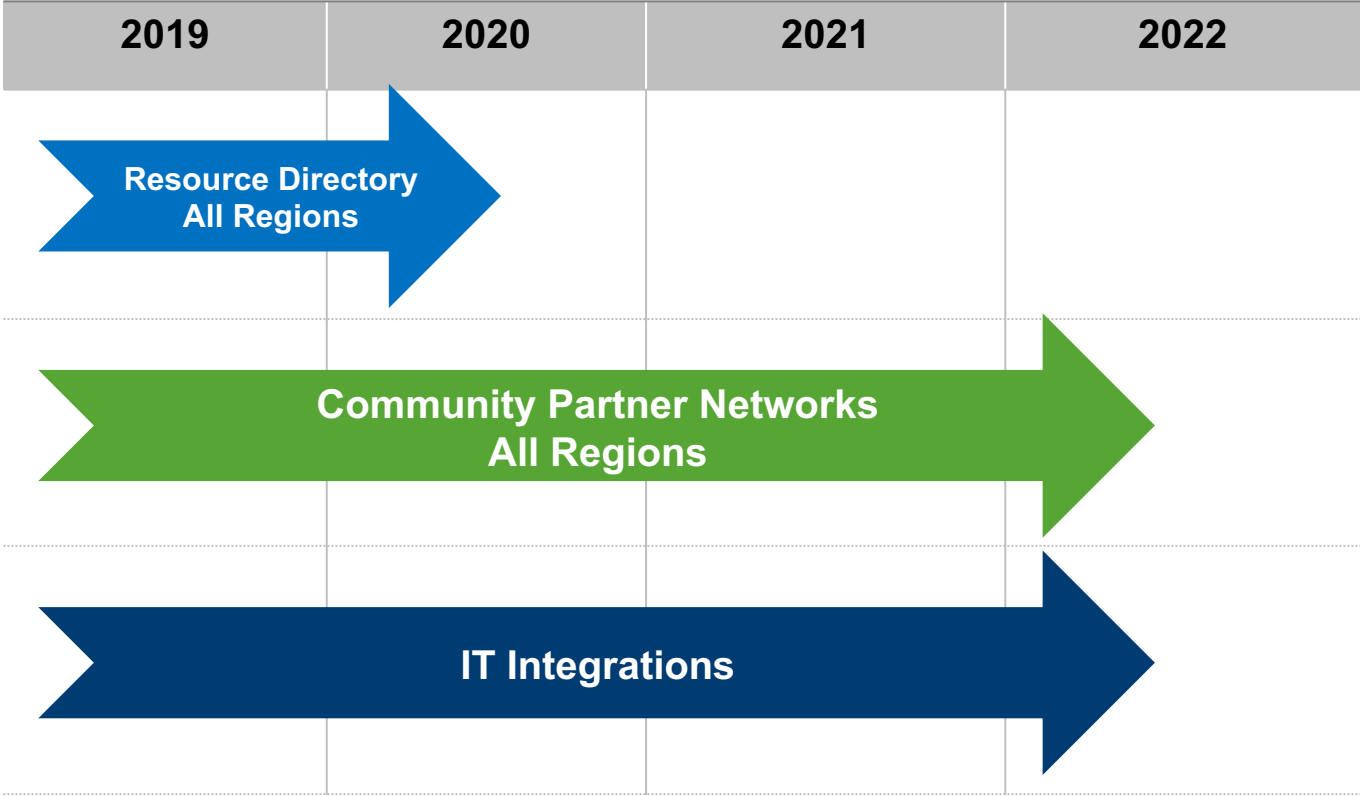 2019 2020 2021 2022
Resource Directory
All Regions
Community Partner Networks
All Regions
IT Integrations